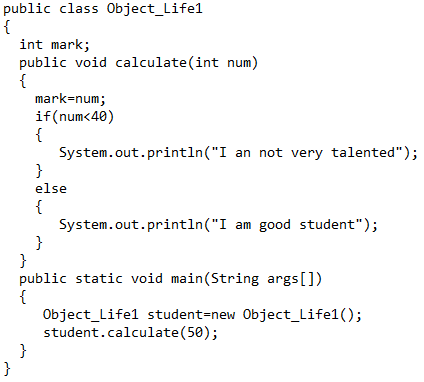 public class Object_Life1
{
  int mark;
  public void calculate(int num)
  {
    mark=num;
    if(num<40)
    {
       System.out.println("I an not very talented");
    }
    else
    {
       System.out.println("I am good student");
    }
  }
  public static void main(String args[])
  {
     Object_Life1 student=new Object_Life1();
     student.calculate(50);
  }
}